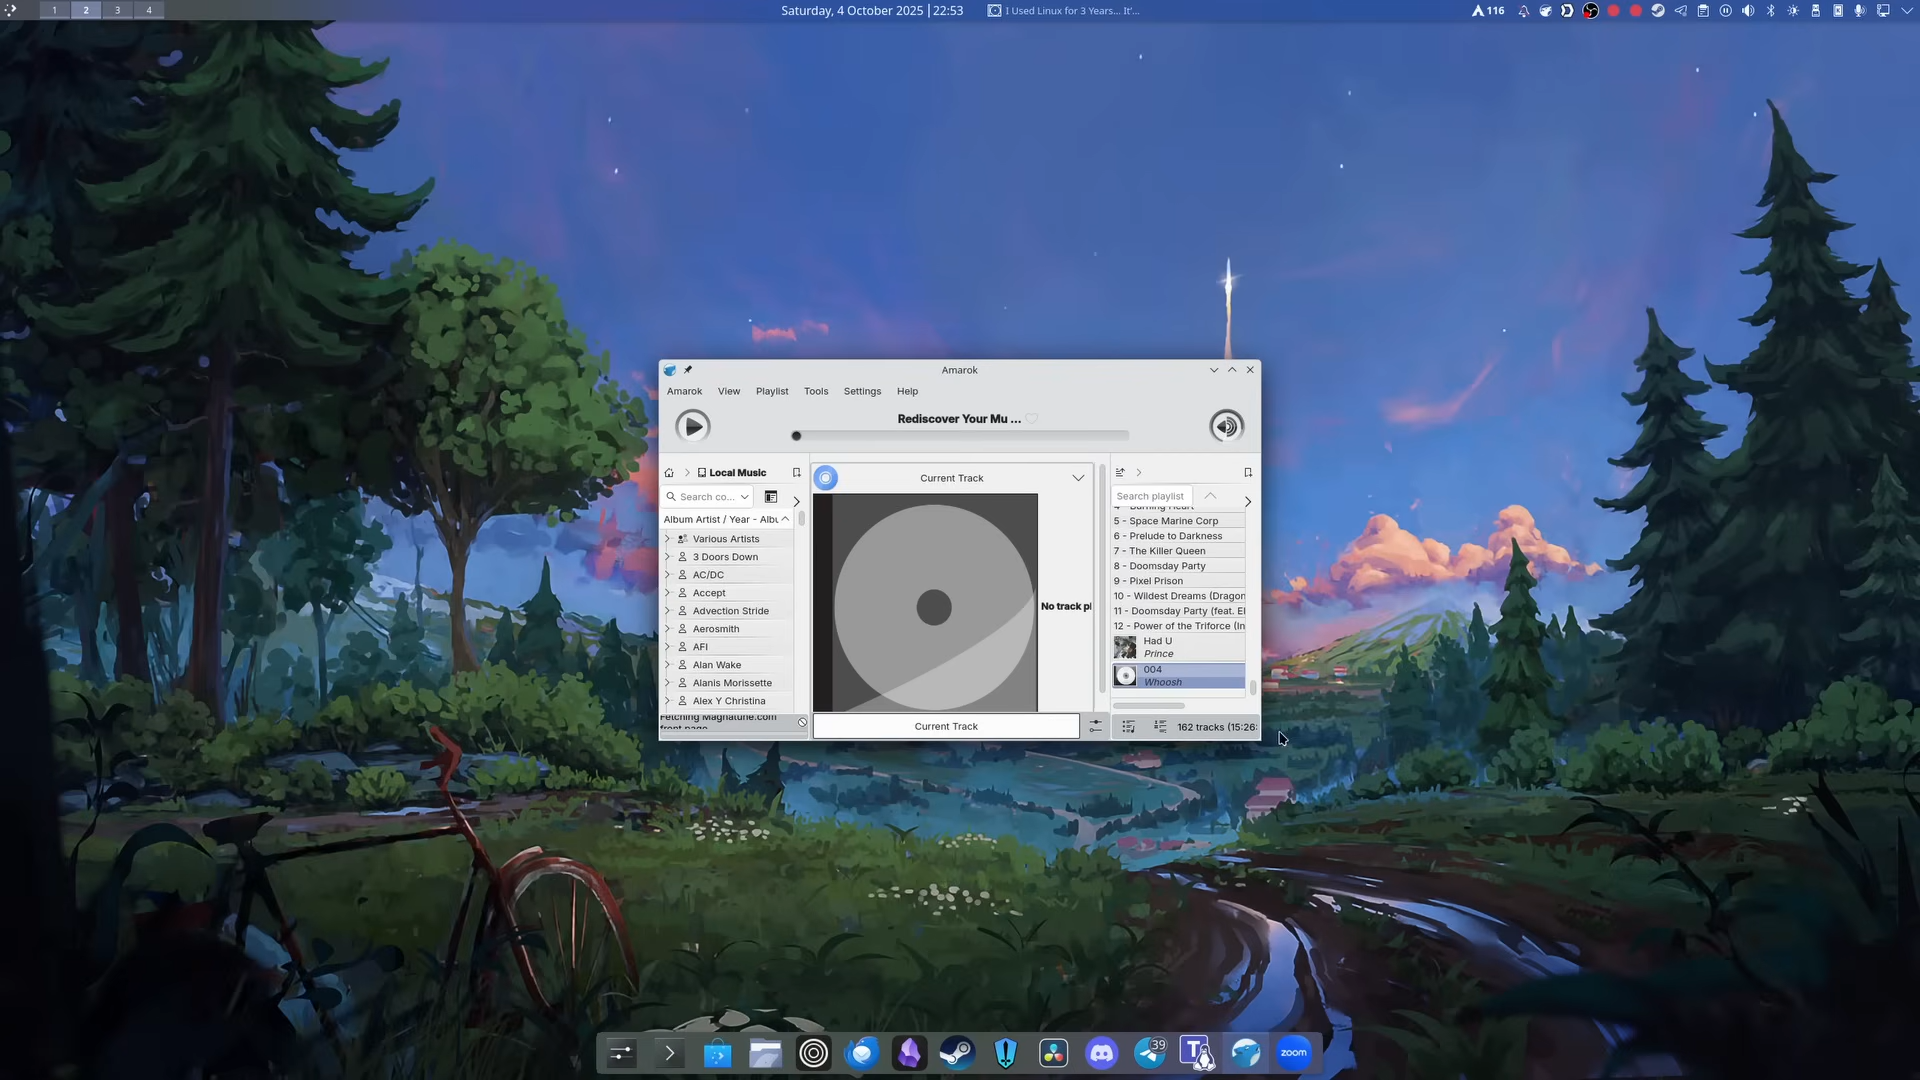 1 2 3 4
Saturday, 4 October 2025 | 22:53
I Used Linux for 3 Years... It'...
116
Amarok
Amarok View Playlist Tools Settings Help
Rediscover Your Mu ...
Local Music
Search co...
Album Artist / Year - Albu
Various Artists
3 Doors Down
AC/DC
Accept
Advection Stride
Aerosmith
AFI
Alan Wake
Alanis Morissette
Alex Y Christina
Fetching Magnatune.com
front page
Current Track
No track pl
Current Track
Search playlist
4 - Burning Heart
5 - Space Marine Corp
6 - Prelude to Darkness
7 - The Killer Queen
8 - Doomsday Party
9 - Pixel Prison
10 - Wildest Dreams (Dragon
11 - Doomsday Party (feat. El
12 - Power of the Triforce (In
Had U
Prince
004
Whoosh
162 tracks (15:26:
39
T
zoom